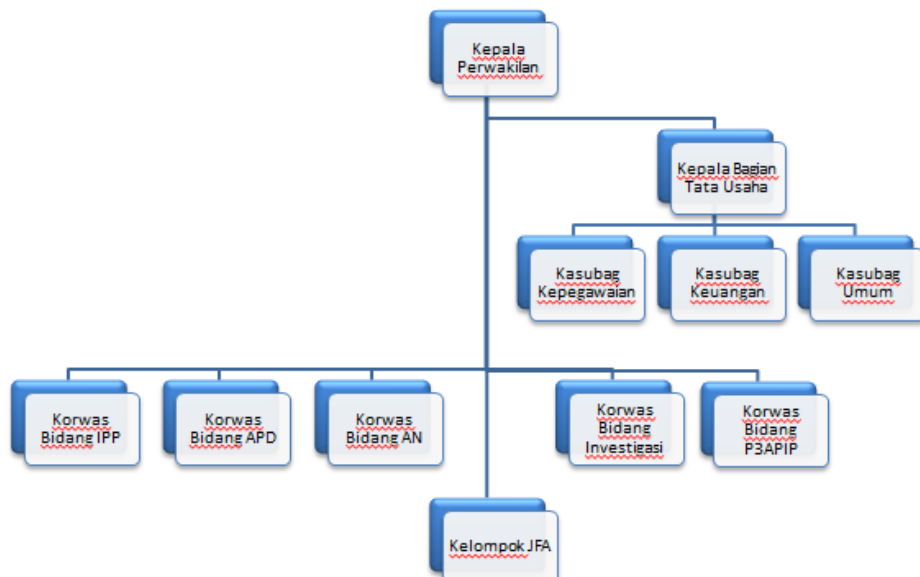 Kepala
Perwakilan
Kepala Bagian
Tata Usaha
Kasubag
Kepegawaian
Kasubag
Keuangan
Kasubag
Umum
Korwas
Bidang IPP
Korwas
Bidang APD
Korwas
Bidang AN
Korwas
Bidang
Investigasi
Korwas
Bidang
P3APIP
Kelompok JFA